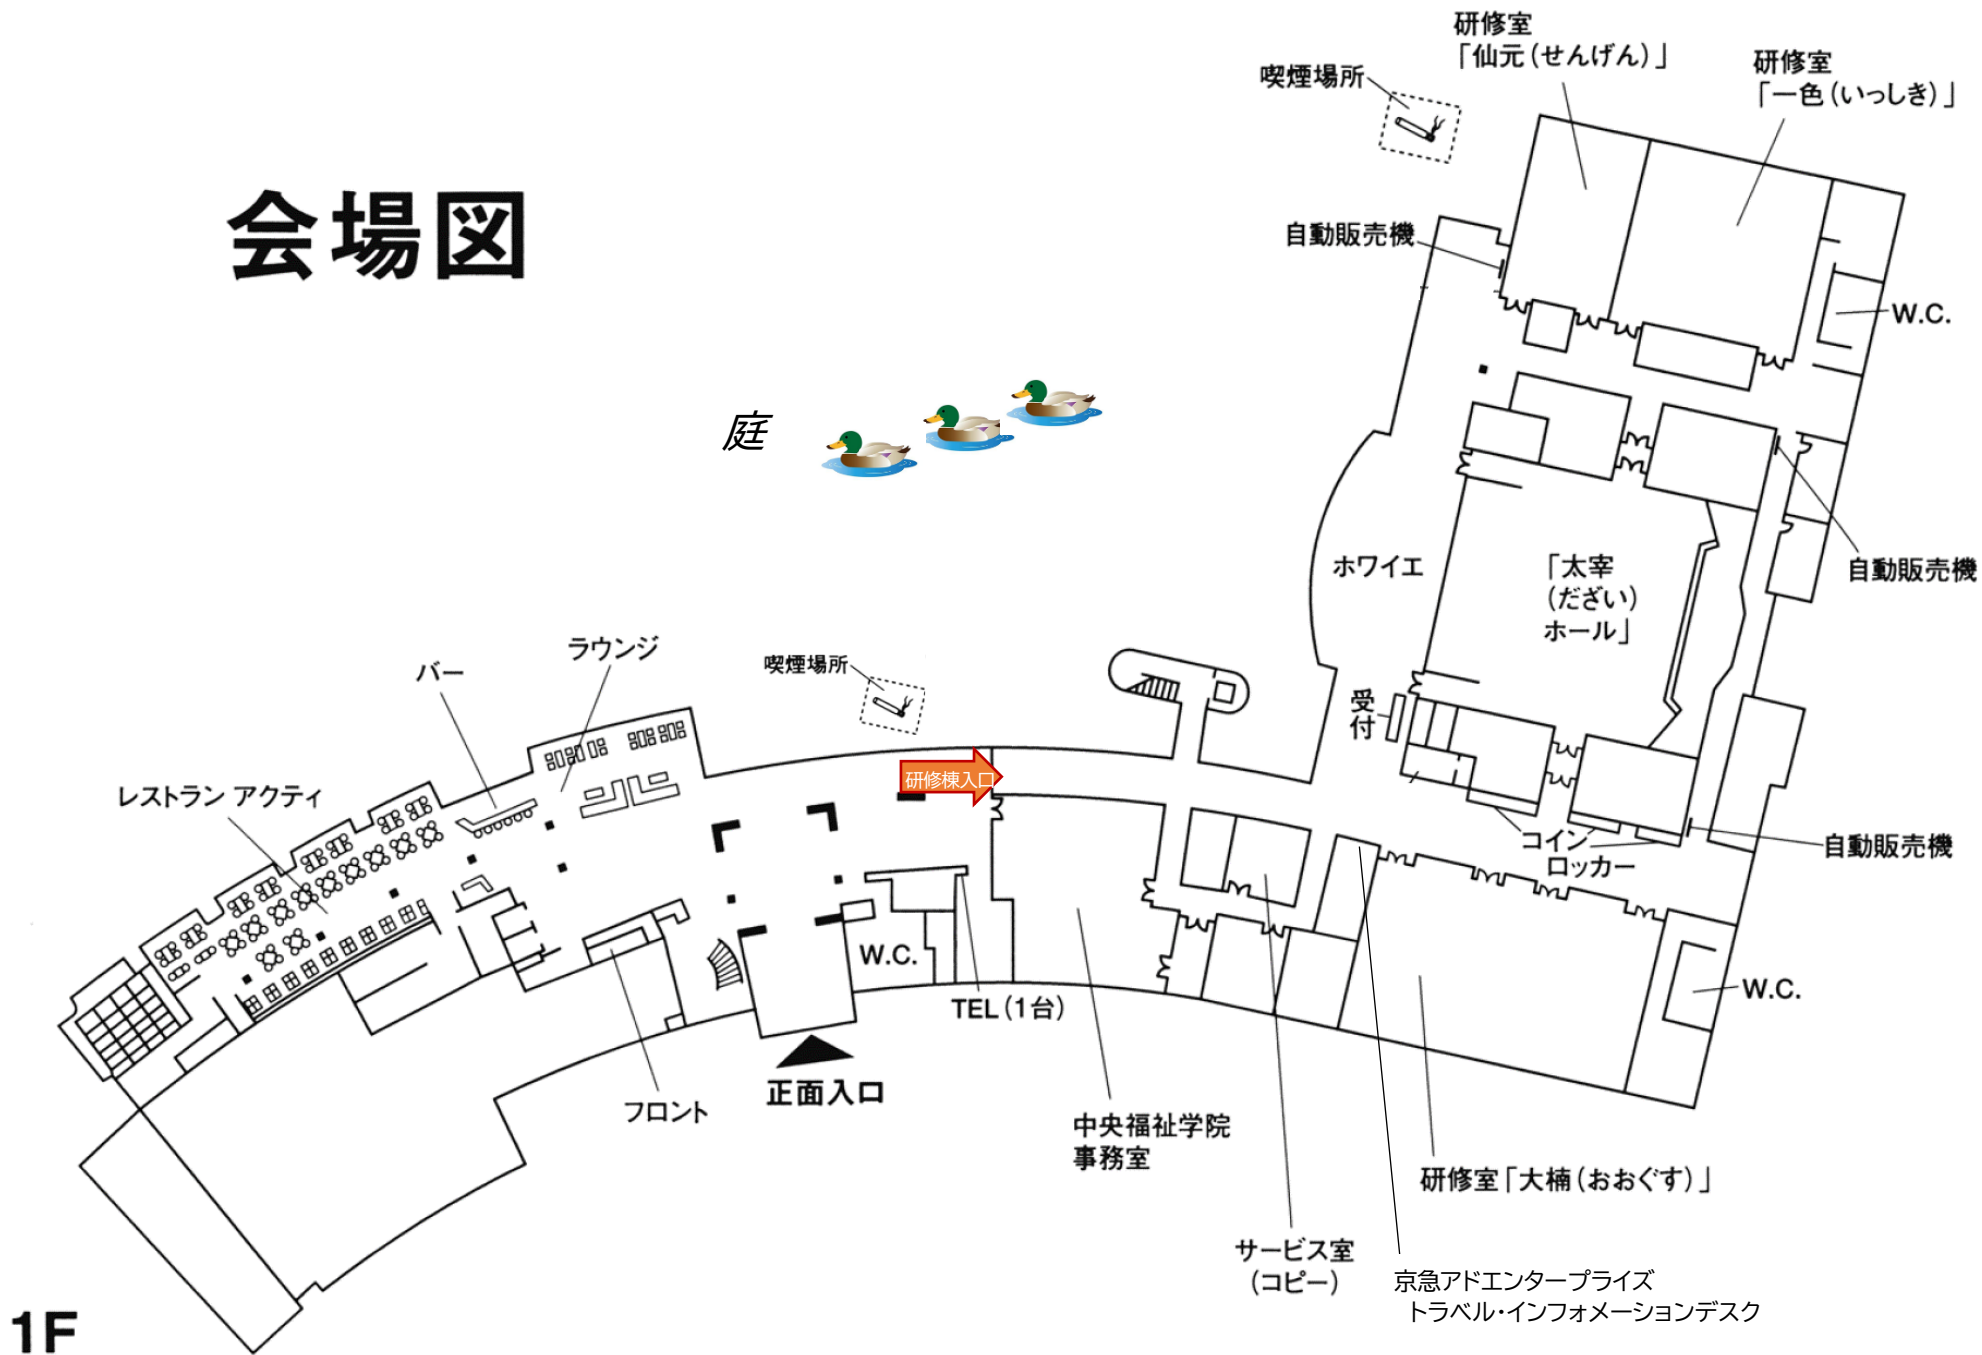 研修室
「仙元（せんげん）」
喫煙場所
研修室
「一色（いっしき）」
会場図
自動販売機
W.C.
庭
ホワイエ
「太宰
（だざい）
ホール」
自動販売機
ラウンジ
バー
喫煙場所
受付
研修棟入口
レストラン アクティ
コイン
ロッカー
自動販売機
W.C.
W.C.
TEL（1台）
正面入口
フロント
中央福祉学院
事務室
研修室「大楠（おおぐす）」
サービス室
（コピー）
京急アドエンタープライズ
トラベル・インフォメーションデスク
1F